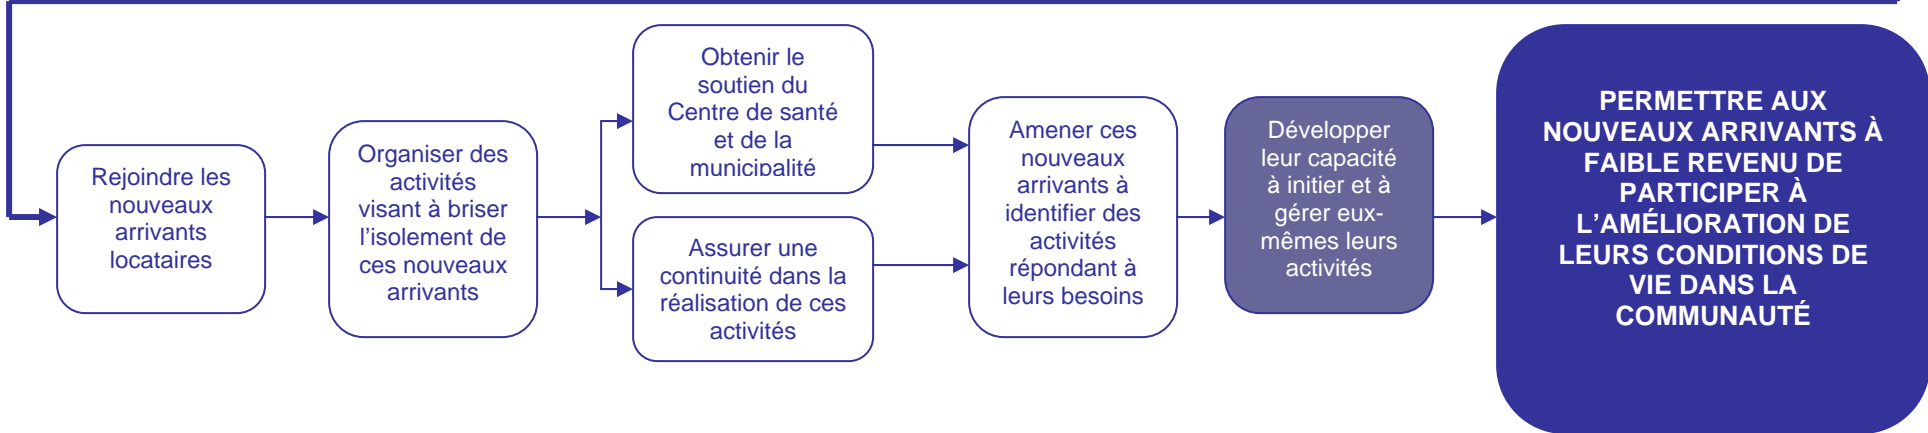 Rejoindre les
nouveaux
arrivants
locataires
Organiser des
activités
visant à briser
l'isolement de
ces nouveaux
arrivants
Obtenir le
soutien du
Centre de santé
et de la
municipalité
Assurer une
continuité dans la
réalisation de ces
activités
Amener ces
nouveaux
arrivants à
identifier des
activités
répondant à
leurs besoins
Développer
leur capacité
à initier et à
gérer eux-
mêmes leurs
activités
PERMETTRE AUX
NOUVEAUX ARRIVANTS À
FAIBLE REVENU DE
PARTICIPER À
L'AMÉLIORATION DE
LEURS CONDITIONS DE
VIE DANS LA
COMMUNAUTÉ